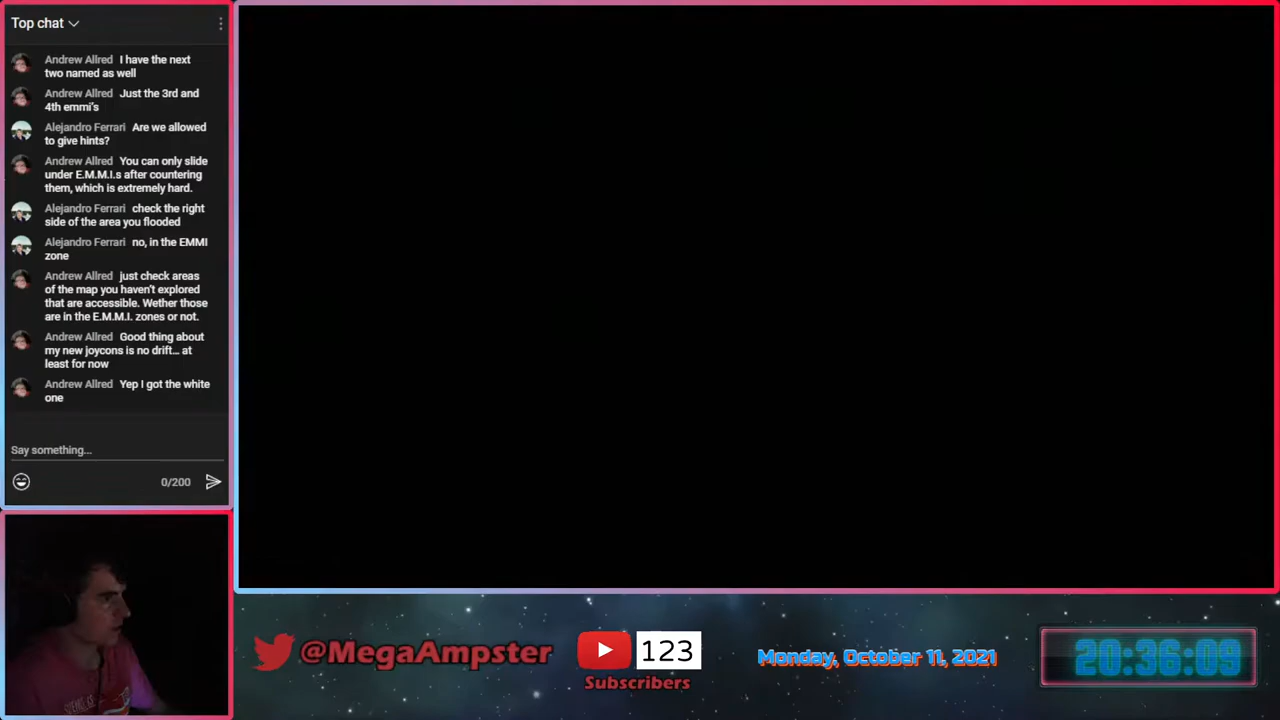 Top chat
Andrew Allred I have the next
two named as well
Andrew Allred Just the 3rd and
4th emmi's
Alejandro Ferrari Are we allowed
to give hints?
Andrew Allred You can only slide
under E.M.M.I.s after countering
them, which is extremely hard.
Alejandro Ferrari check the right
side of the area you flooded
Alejandro Ferrari no, in the EMMI
zone
Andrew Allred just check areas
of the map you haven't explored
that are accessible. Wether those
are in the E.M.M.I. zones or not.
Andrew Allred Good thing about
my new joycons is no drift... at
least for now
Andrew Allred Yep I got the white
one
Say something...
0/200
@MegaAmpster
123
Subscribers
Monday, October 11, 2021
20:36:09